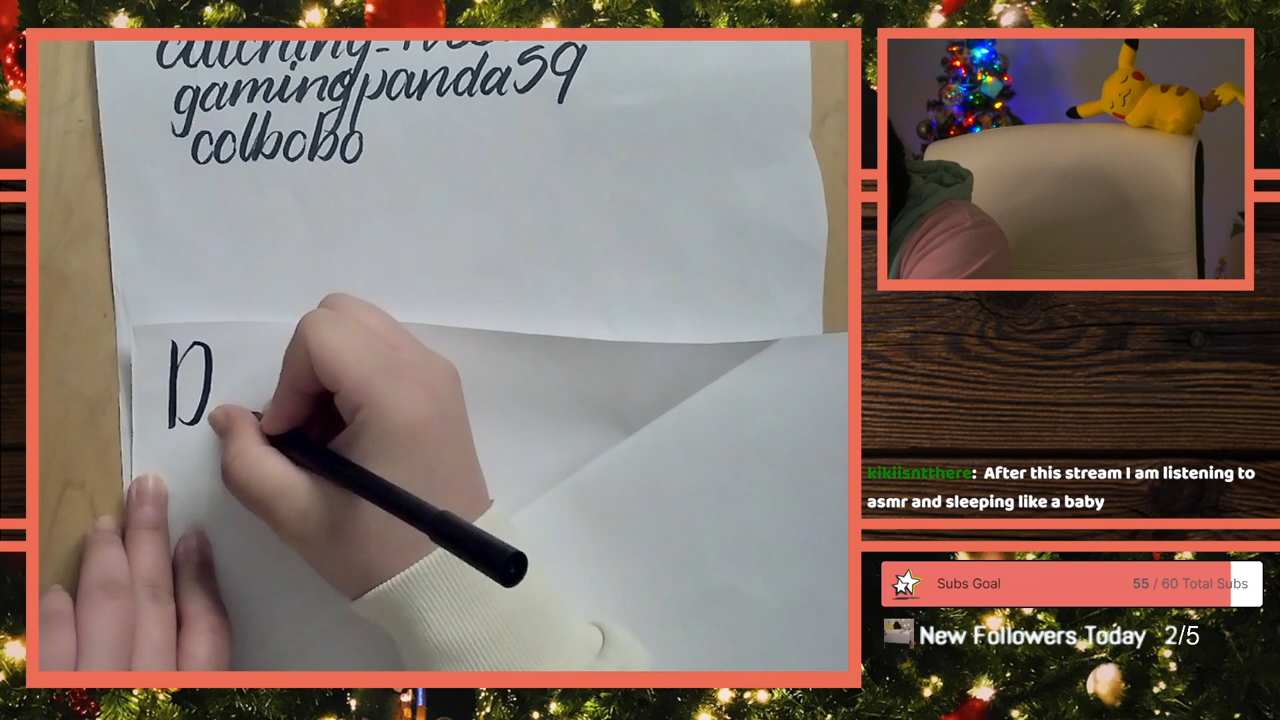 gamingpanda59
colbobo
D
kikiisntthere: After this stream I am listening to
asmr and sleeping like a baby
Subs Goal 55 / 60 Total Subs
New Followers Today 2/5